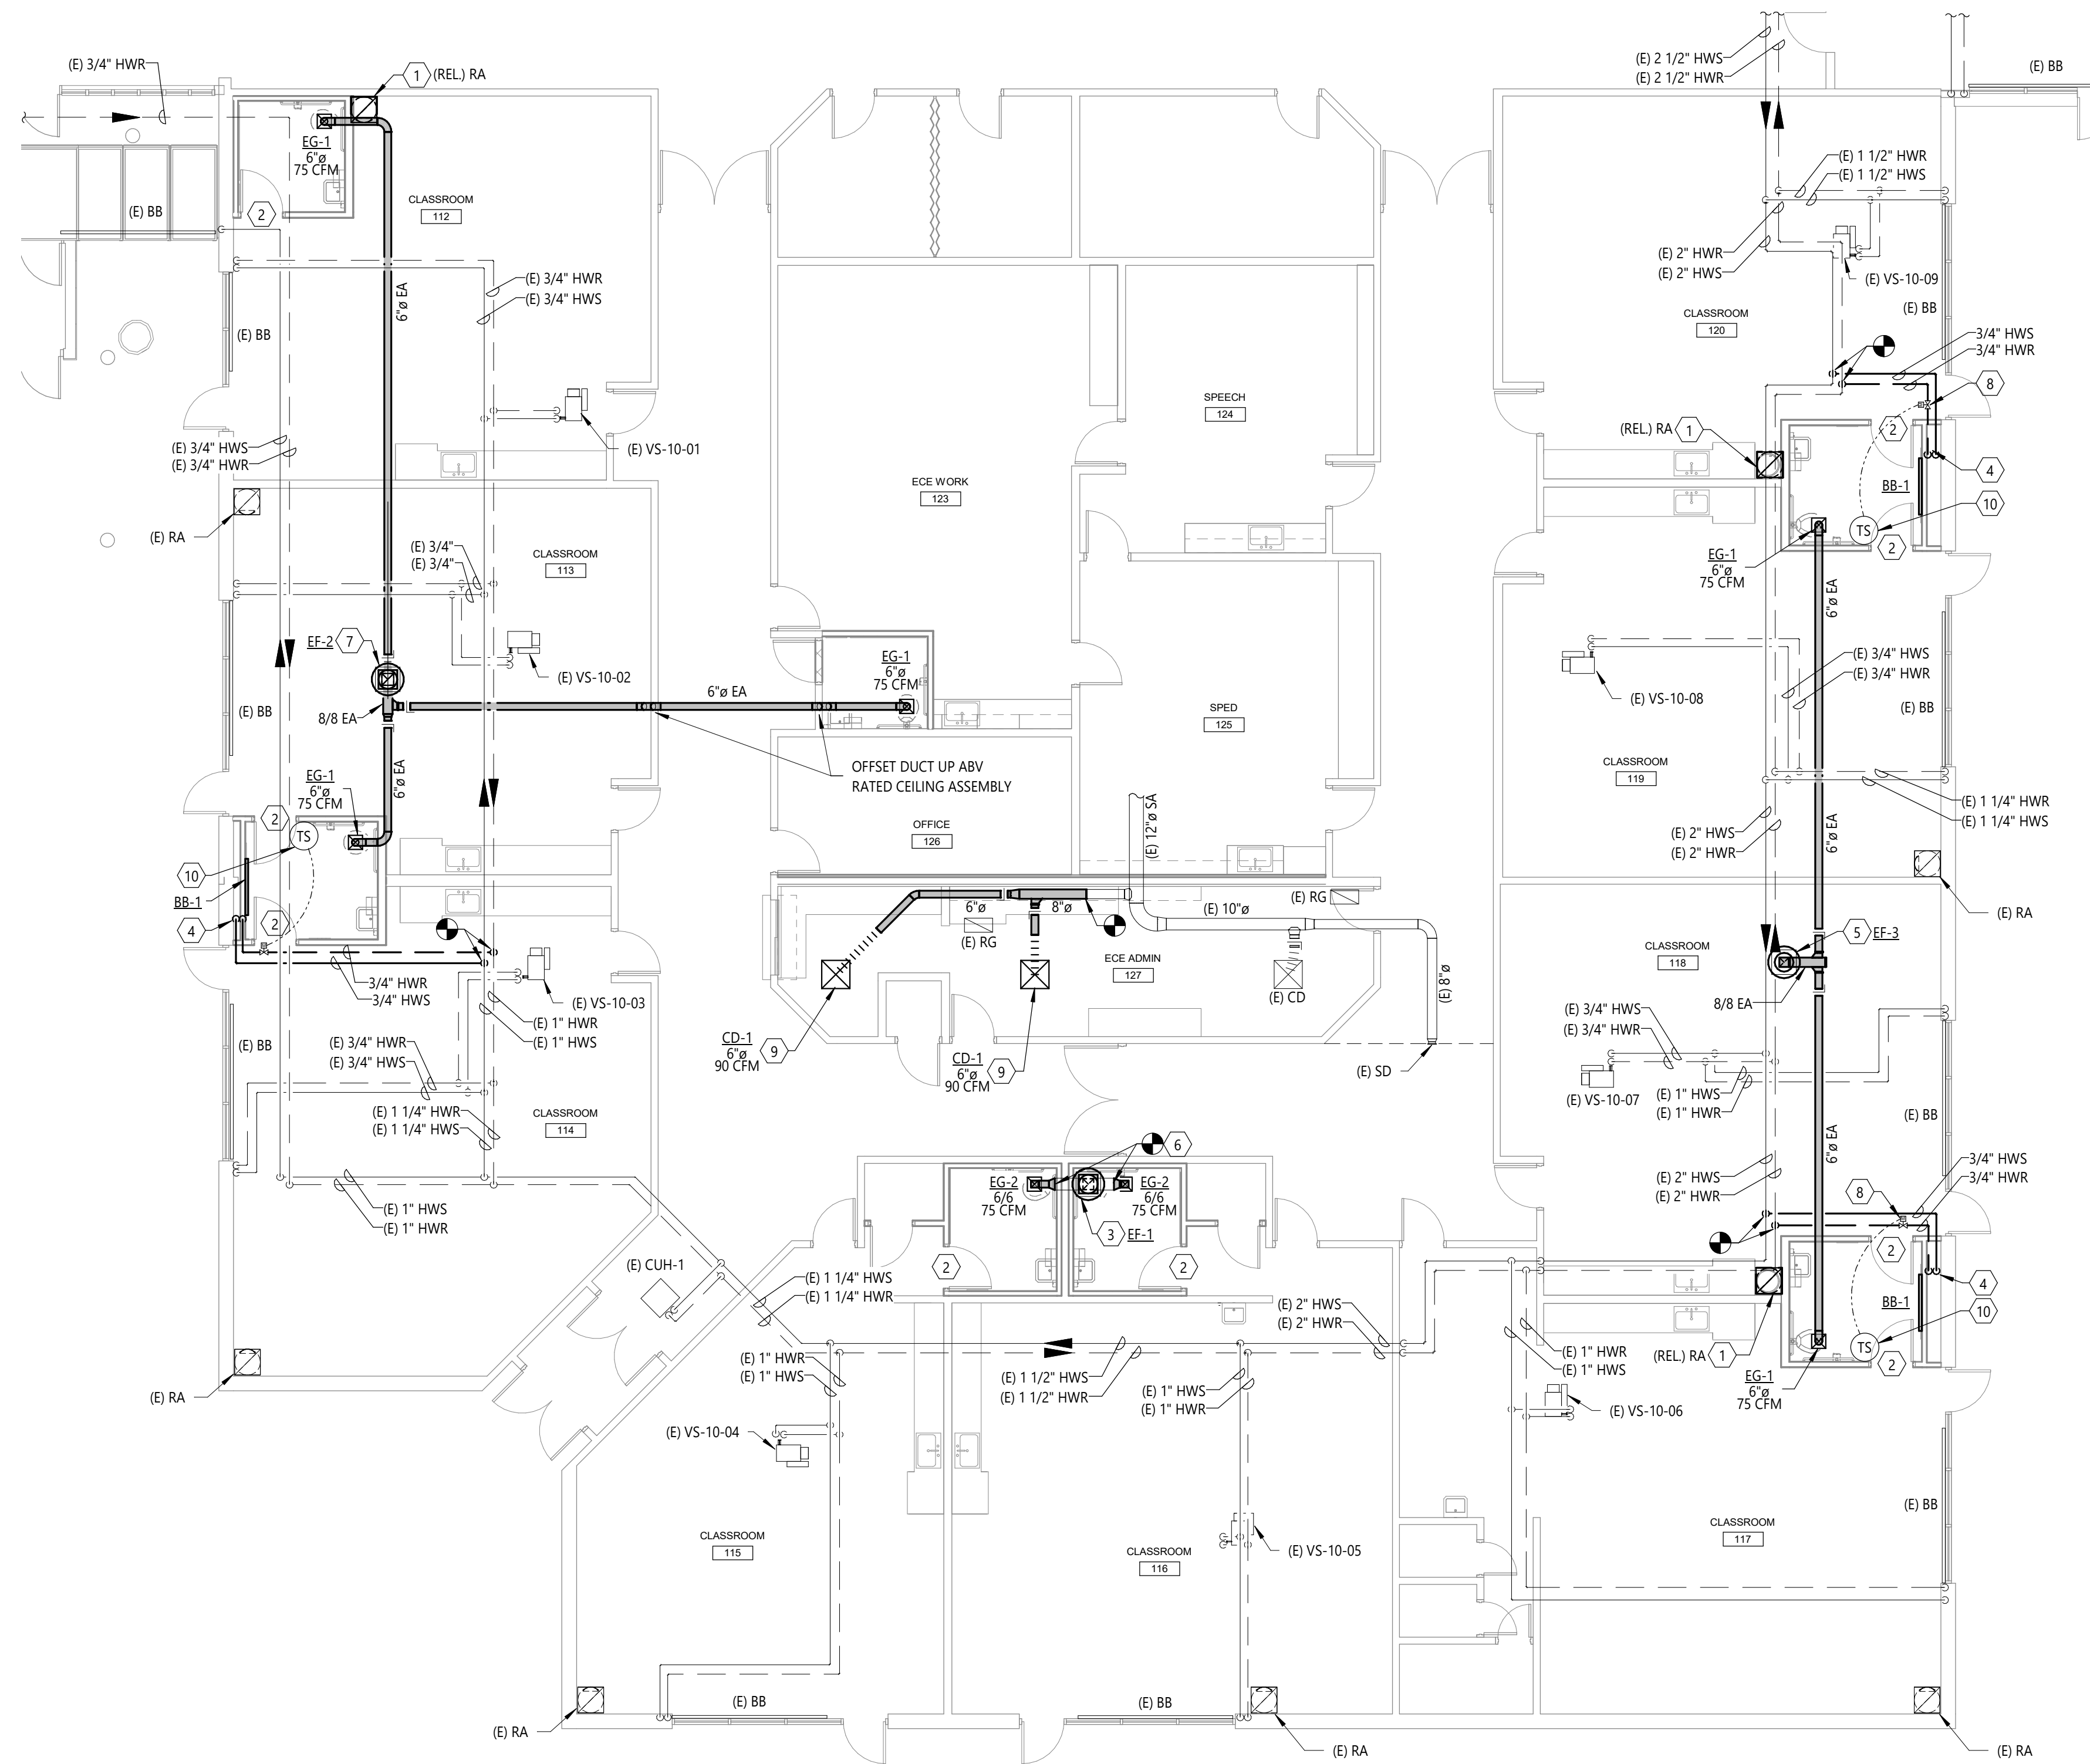 (E) 3/4" HWR
1
(REL.) RA
EG-1
6"ø
75 CFM
(E) BB
2
CLASSROOM
112
6"ø EA
(E) 3/4" HWR
(E) 3/4" HWS
(E) BB
(E) VS-10-01
(E) 3/4" HWS
(E) 3/4" HWR
(E) RA
(E) 3/4"
(E) 3/4"
CLASSROOM
113
EF-2
7
(E) VS-10-02
(E) BB
8/8 EA
6"ø EA
6"ø EA
EG-1
6"ø
75 CFM
OFFSET DUCT UP ABV
RATED CEILING ASSEMBLY
EG-1
6"ø
75 CFM
2
TS
10
BB-1
4
2
3/4" HWR
3/4" HWS
(E) VS-10-03
(E) 1" HWR
(E) 1" HWS
(E) BB
(E) 3/4" HWR
(E) 3/4" HWS
(E) 1 1/4" HWR
(E) 1 1/4" HWS
CLASSROOM
114
(E) 1" HWS
(E) 1" HWR
(E) RA
(E) CUH-1
ECE WORK
123
SPEECH
124
SPED
125
OFFICE
126
(E) 12"ø SA
6"ø
8"ø
(E) RG
(E) 10"ø
(E) RG
ECE ADMIN
127
(E) CD
(E) 8"ø
CD-1
6"ø
90 CFM
9
CD-1
6"ø
90 CFM
9
(E) SD
6
EG-2
6/6
75 CFM
EG-2
6/6
75 CFM
3
EF-1
2
2
(E) 1 1/4" HWS
(E) 1 1/4" HWR
(E) 1" HWR
(E) 1" HWS
(E) 2" HWS
(E) 2" HWR
(E) 1 1/2" HWS
(E) 1 1/2" HWR
(E) 1" HWS
(E) 1" HWR
(E) VS-10-04
CLASSROOM
115
(E) VS-10-05
CLASSROOM
116
(E) BB
(E) BB
(E) RA
(E) RA
(E) 2 1/2" HWS
(E) 2 1/2" HWR
(E) BB
(E) 1 1/2" HWR
(E) 1 1/2" HWS
(E) 2" HWR
(E) 2" HWS
(E) VS-10-09
CLASSROOM
120
(E) BB
3/4" HWS
3/4" HWR
8
(REL.) RA
1
2
4
BB-1
10
TS
2
EG-1
6"ø
75 CFM
6"ø EA
(E) 3/4" HWS
(E) 3/4" HWR
(E) VS-10-08
(E) BB
CLASSROOM
119
(E) 1 1/4" HWR
(E) 1 1/4" HWS
(E) 2" HWS
(E) 2" HWR
6"ø EA
(E) RA
CLASSROOM
118
5
EF-3
8/8 EA
(E) 3/4" HWS
(E) 3/4" HWR
(E) VS-10-07
(E) 1" HWS
(E) 1" HWR
(E) BB
6"ø EA
(E) 2" HWS
(E) 2" HWR
3/4" HWS
3/4" HWR
8
2
4
BB-1
10
TS
2
(E) 1" HWR
(E) 1" HWS
(REL.) RA
1
EG-1
6"ø
75 CFM
(E) VS-10-06
(E) BB
CLASSROOM
117
(E) RA